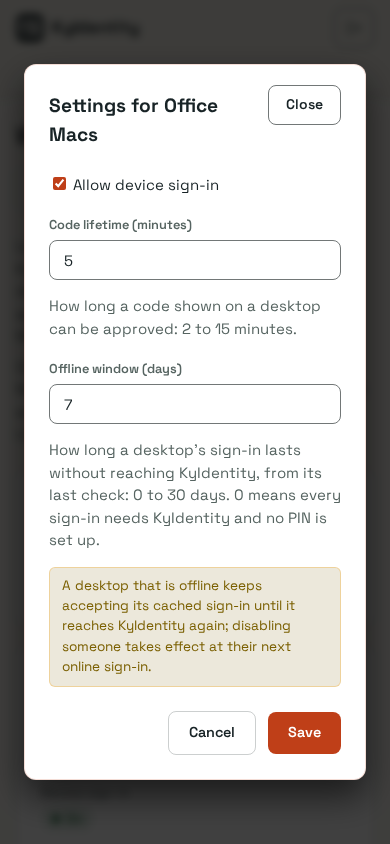 KyIdentity
Settings for Office
Macs
Close
Allow device sign-in
Code lifetime (minutes)
5
How long a code shown on a desktop
can be approved: 2 to 15 minutes.
Offline window (days)
7
How long a desktop's sign-in lasts
without reaching KyIdentity, from its
last check: 0 to 30 days. 0 means every
sign-in needs KyIdentity and no PIN is
set up.
A desktop that is offline keeps
accepting its cached sign-in until it
reaches KyIdentity again; disabling
someone takes effect at their next
online sign-in.
Cancel
Save